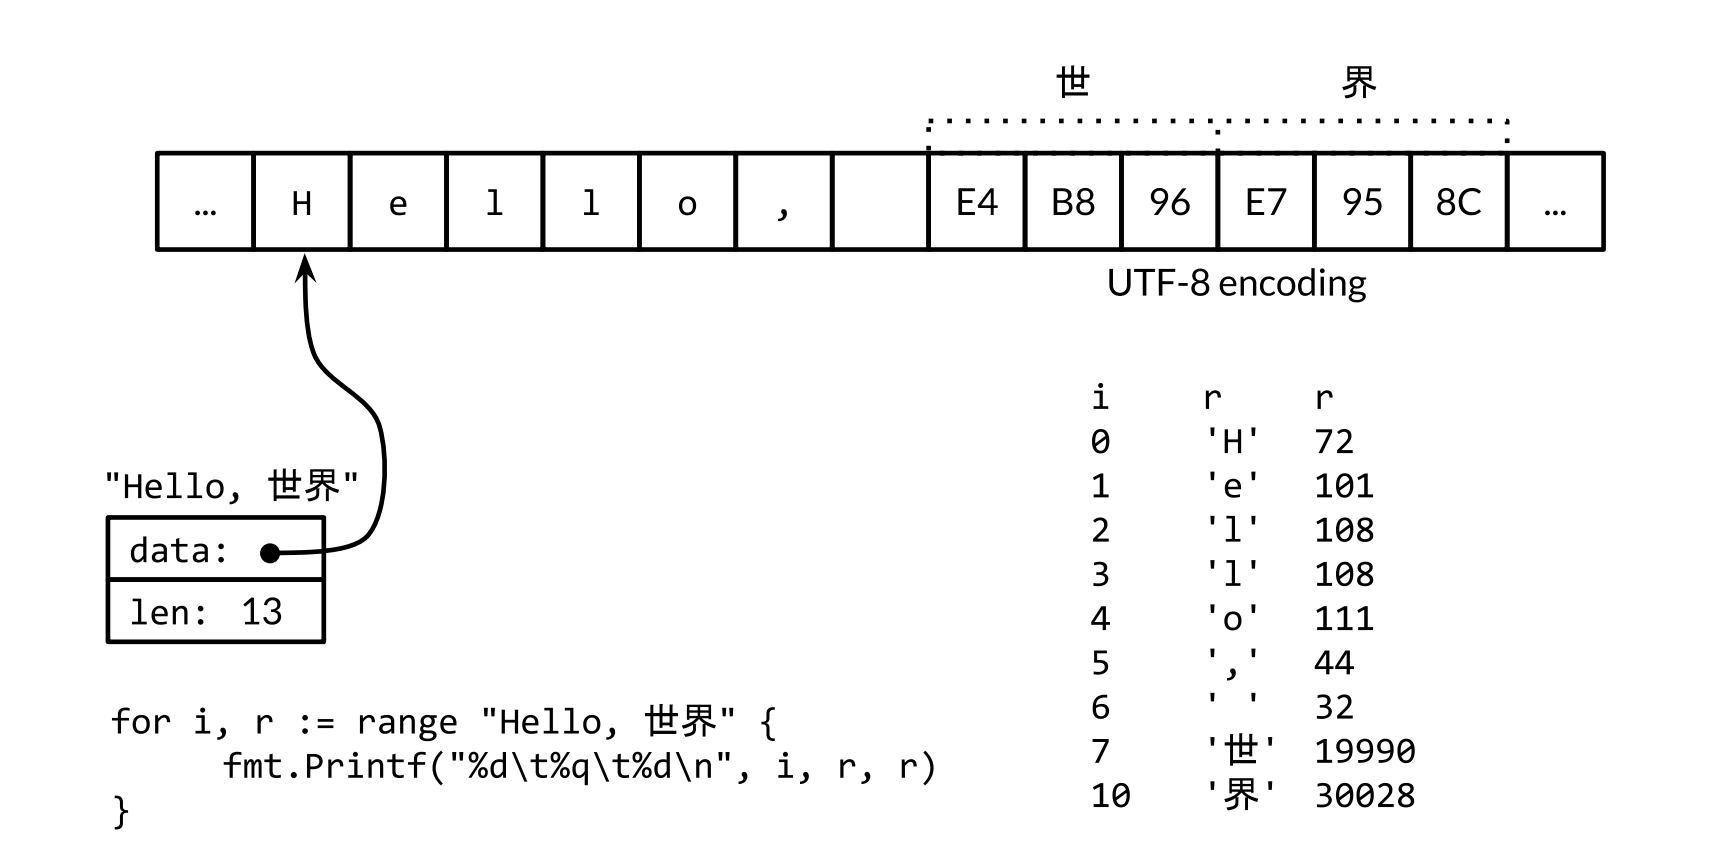 世 界
… H e l l o , E4 B8 96 E7 95 8C …
UTF-8 encoding
"Hello, 世界"
data:
len: 13
for i, r := range "Hello, 世界" {
fmt.Printf("%d\t%q\t%d\n", i, r, r)
}
i r r
0 'H' 72
1 'e' 101
2 'l' 108
3 'l' 108
4 'o' 111
5 ',' 44
6 ' ' 32
7 '世' 19990
10 '界' 30028